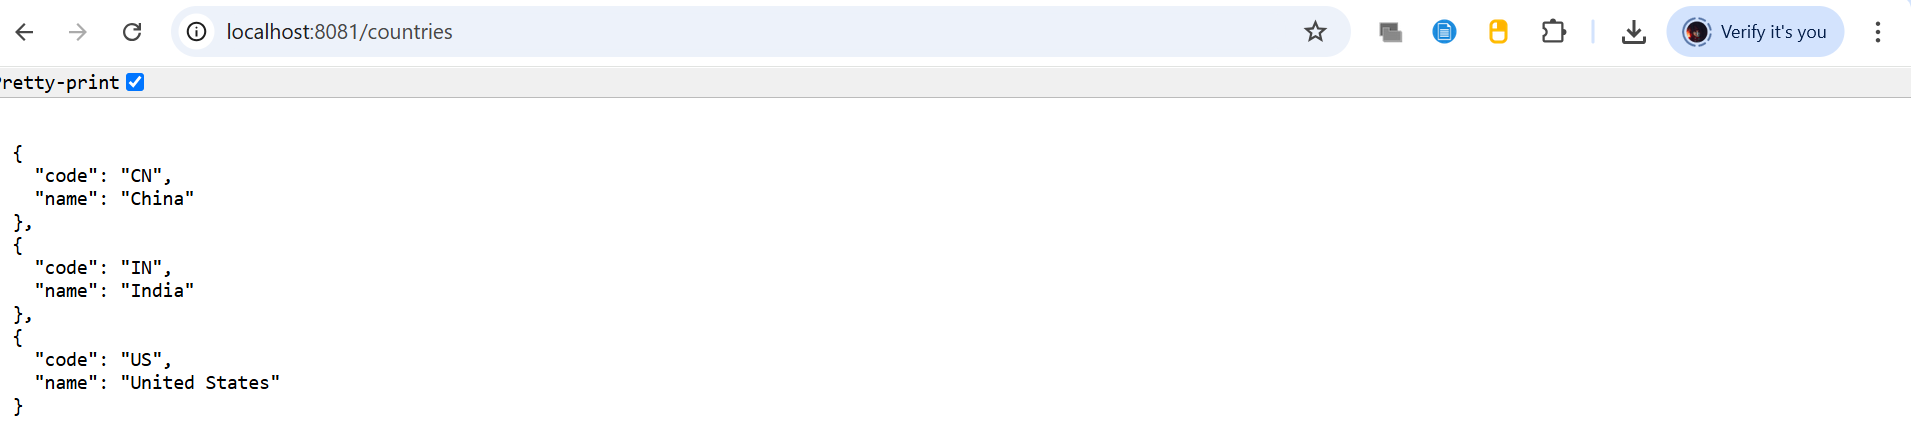 localhost:8081/countries
Verify it's you
Pretty-print
{
  "code": "CN",
  "name": "China"
},
{
  "code": "IN",
  "name": "India"
},
{
  "code": "US",
  "name": "United States"
}